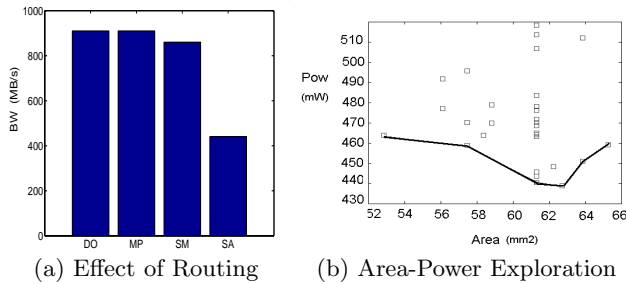 1000
800
600
400
200
0
BW (MB/s)
DO MP SM SA
(a) Effect of Routing
510
500
490
480
470
460
450
440
430
Pow
(mW)
52 54 56 58 60 62 64 66
Area (mm2)
(b) Area-Power Exploration